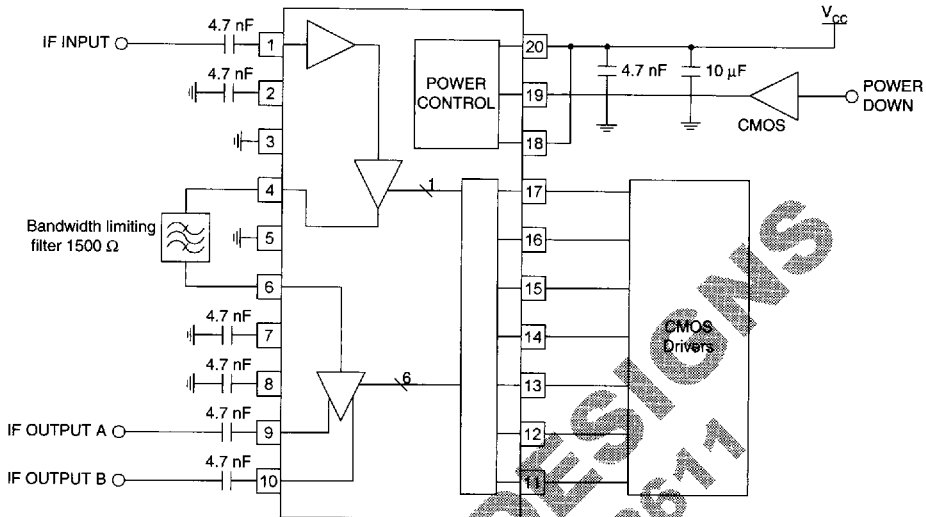 4.7 nF
IF INPUT
1
4.7 nF
2
3
4
Bandwidth limiting
filter 1500 Ω
5
6
4.7 nF
7
4.7 nF
8
4.7 nF
IF OUTPUT A
9
4.7 nF
IF OUTPUT B
10
POWER
CONTROL
1
6
20
19
18
17
16
15
14
13
12
11
VCC
4.7 nF
10 μF
CMOS
POWER
DOWN
CMOS
Drivers
DESIGNS